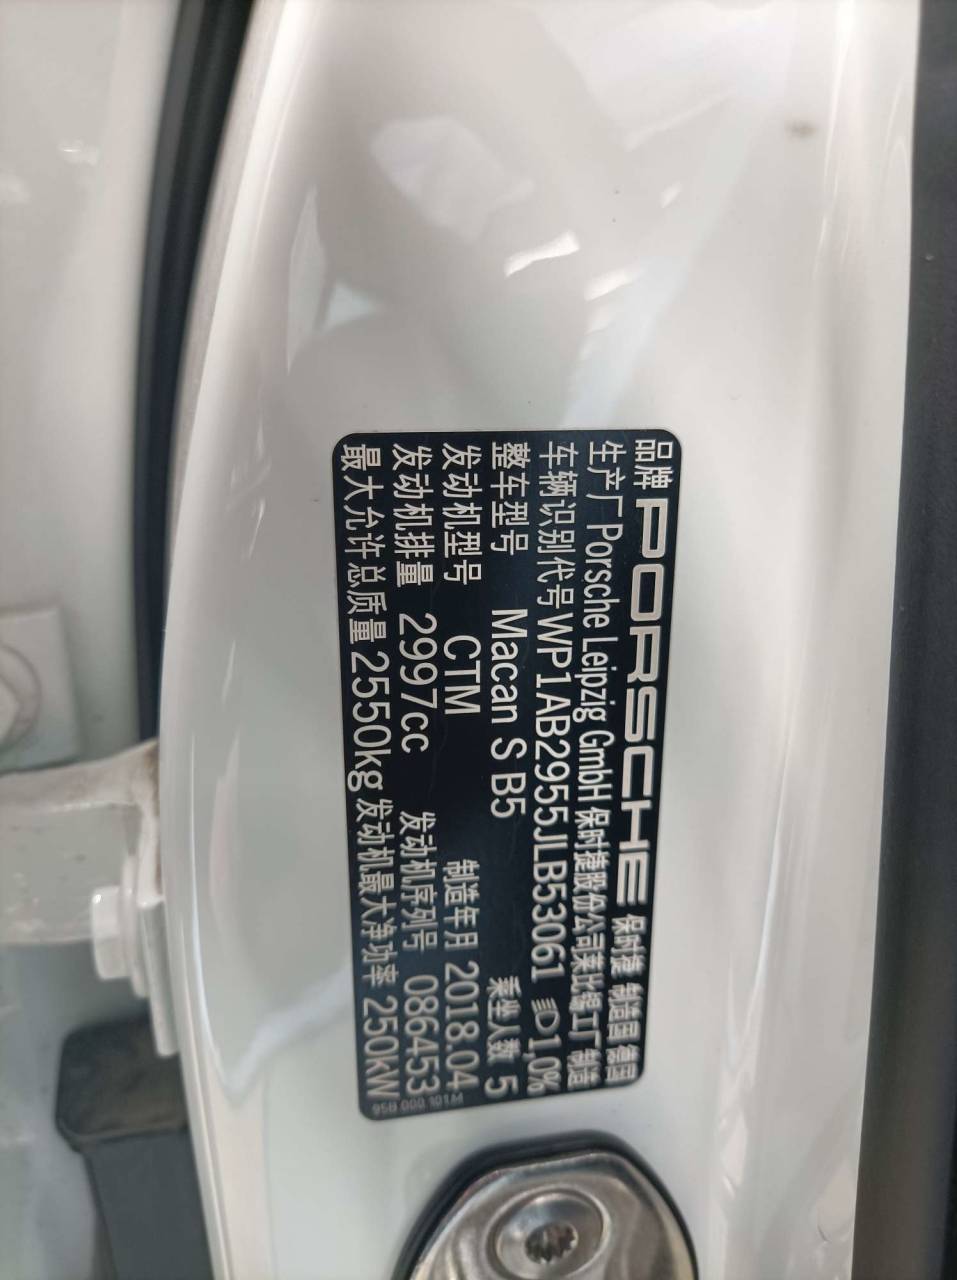 品牌 PORSCHE 保时捷 制造国 德国
生产厂 Porsche Leipzig GmbH 保时捷股份公司莱比锡工厂 制造
车辆识别代号 WP1AB2955JLB53061 1,0%
整车型号 Macan S B5 乘坐人数 5
发动机型号 CTM 制造年月 2018.04
发动机排量 2997cc 发动机序列号 086453
最大允许总质量 2550kg 发动机最大净功率 250kW